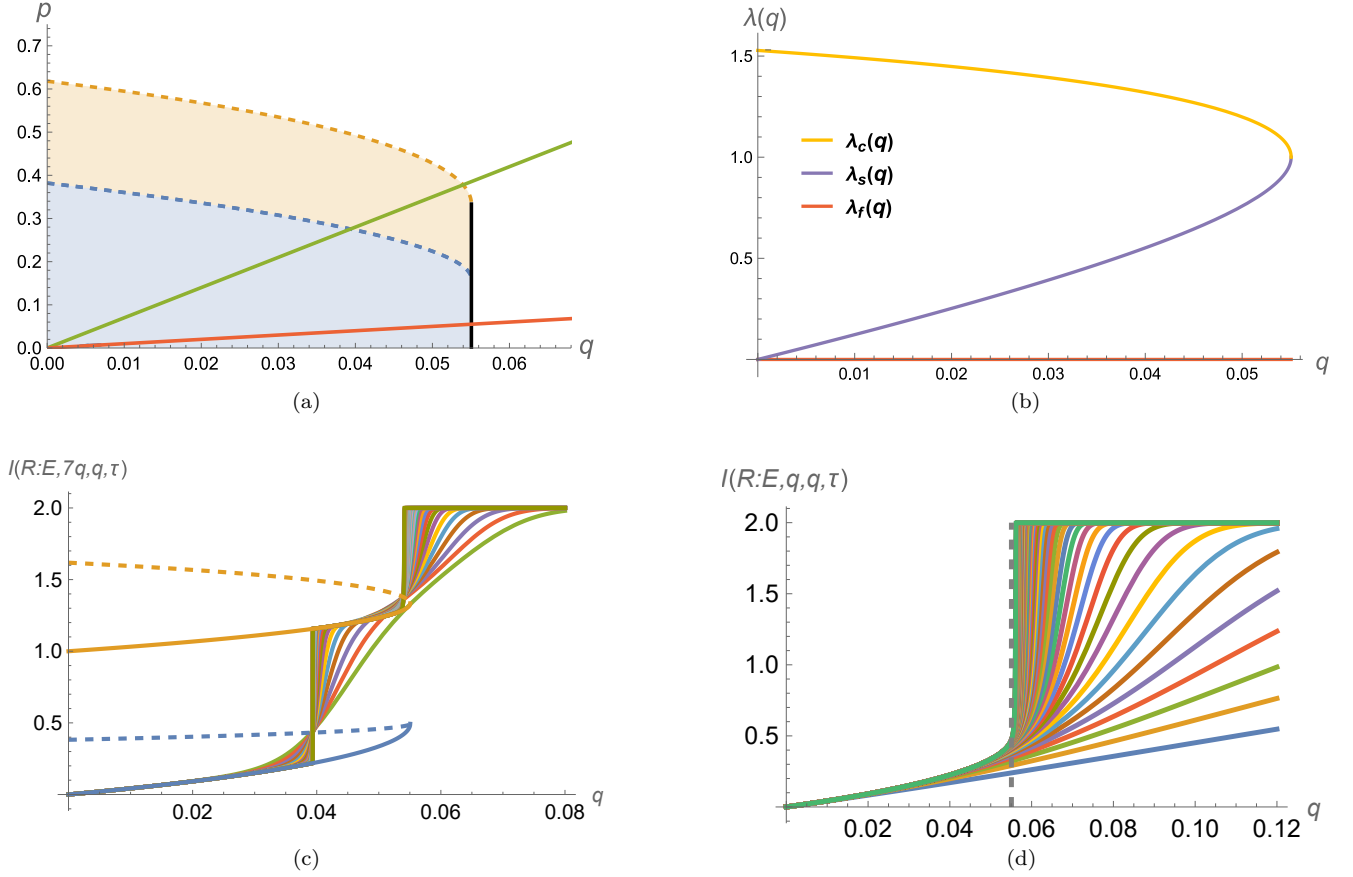 p
0.7
0.6
0.5
0.4
0.3
0.2
0.1
0.0
0.00 0.01 0.02 0.03 0.04 0.05 0.06 q
(a)
λ(q)
1.5
1.0
0.5
λc(q)
λs(q)
λf(q)
0.01 0.02 0.03 0.04 0.05 q
(b)
I(R:E,7q,q,τ)
2.0
1.5
1.0
0.5
0.02 0.04 0.06 0.08 q
(c)
I(R:E,q,q,τ)
2.0
1.5
1.0
0.5
0.02 0.04 0.06 0.08 0.10 0.12 q
(d)